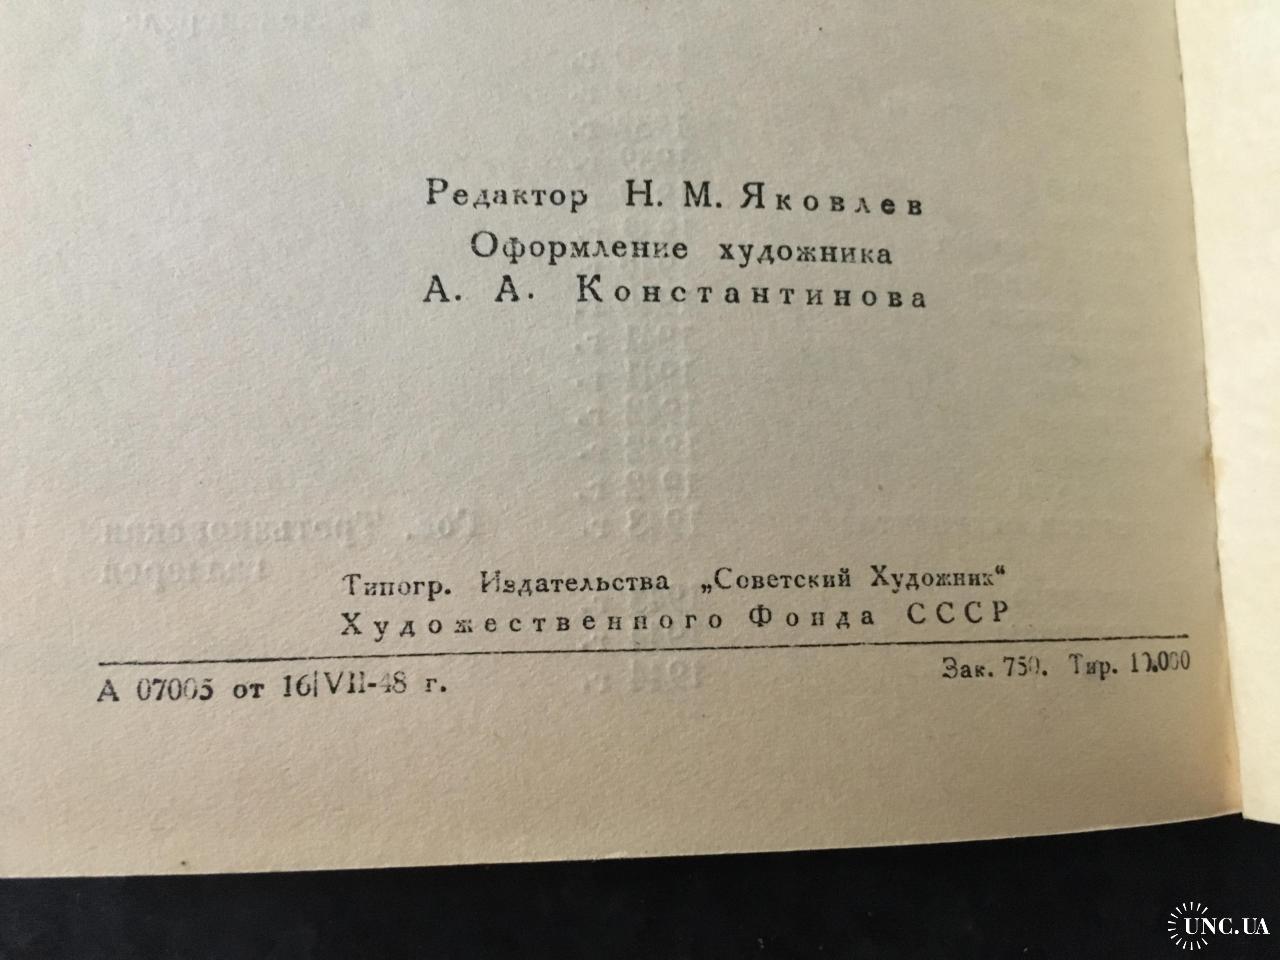 Редактор Н. М. Яковлев
Оформление художника
А. А. Константинова
Типогр. Издательства „Советский Художник“
Художественного Фонда СССР
А 07005 от 16|VII-48 г.
Зак. 750. Тир. 10.000
UNC.UA